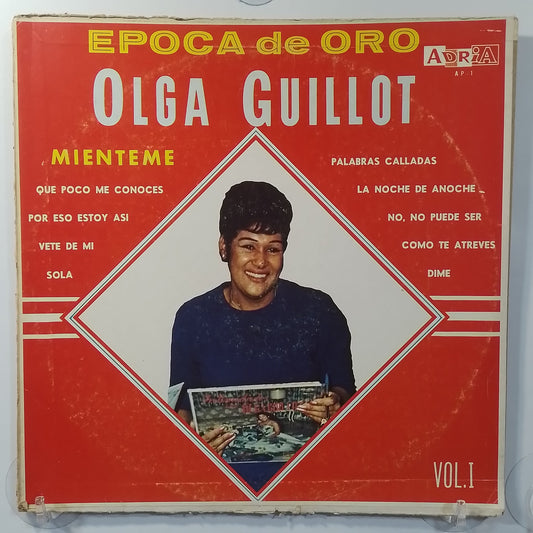 EPOCA de ORO
ADRIA
AP-1
OLGA GUILLOT
MIENTEME
QUE POCO ME CONOCES
POR ESO ESTOY ASI
VETE DE MI
SOLA
PALABRAS CALLADAS
LA NOCHE DE ANOCHE
NO, NO PUEDE SER
COMO TE ATREVES
DIME
VOL.I